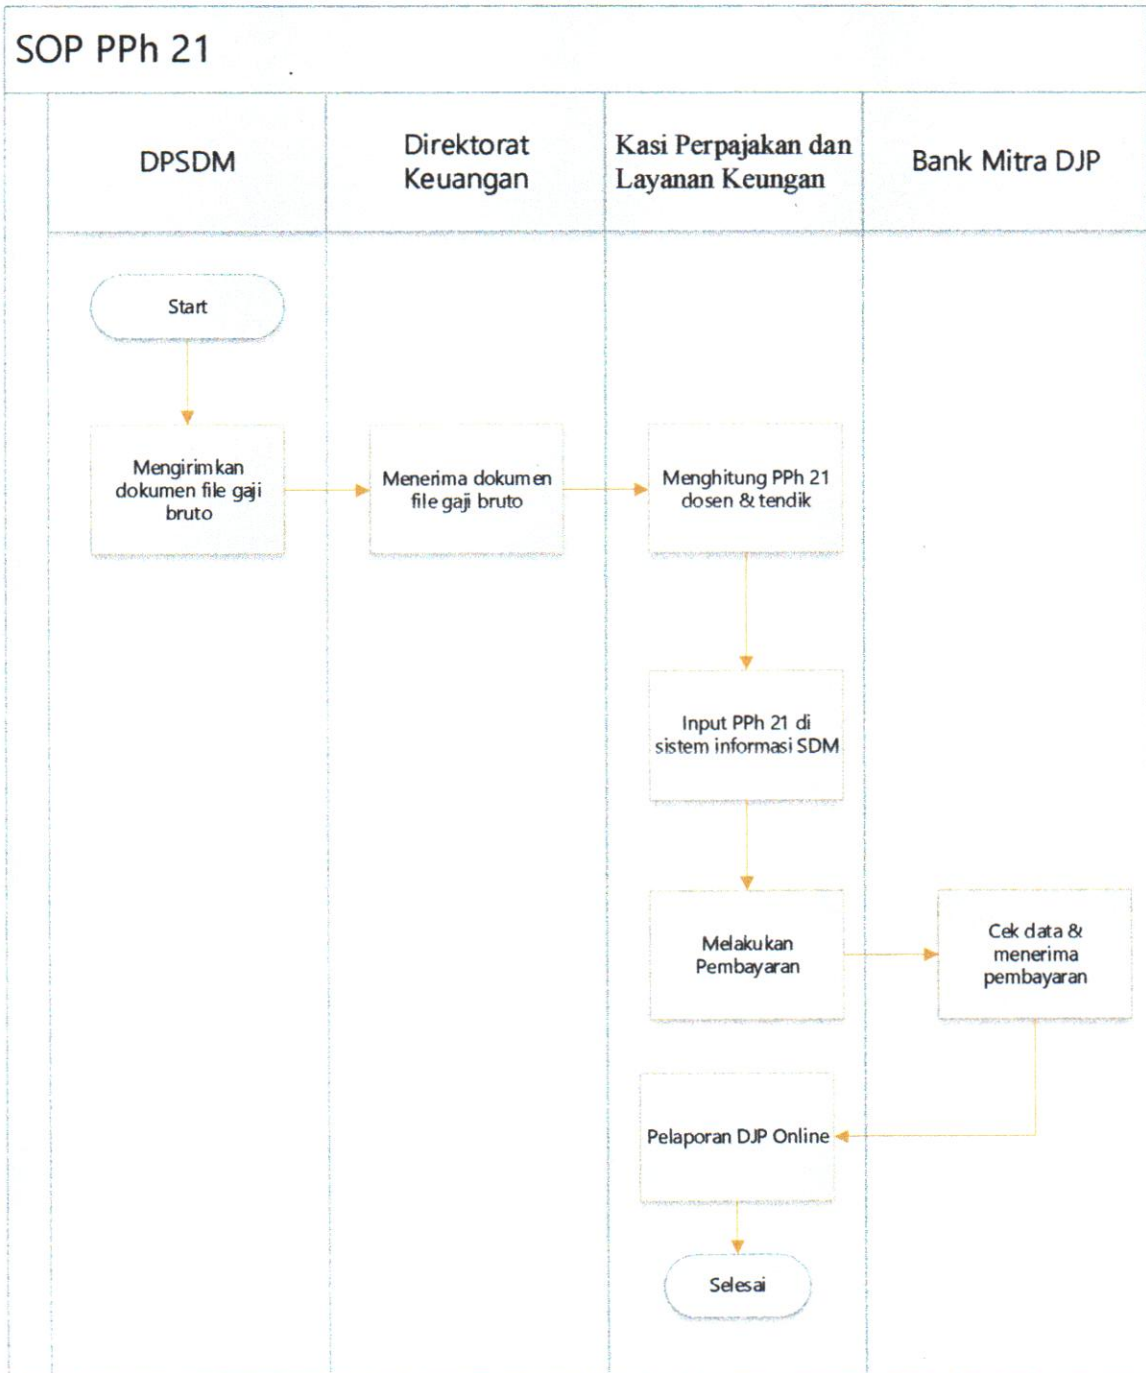 SOP PPh 21
DPSDM
Direktorat
Keuangan
Kasi Perpajakan dan
Layanan Keungan
Bank Mitra DJP
Start
Mengirimkan
dokumen file gaji
bruto
Menerima dokumen
file gaji bruto
Menghitung PPh 21
dosen & tendik
Input PPh 21 di
sistem informasi SDM
Melakukan
Pembayaran
Cek data &
menerima
pembayaran
Pelaporan DJP Online
Selesai